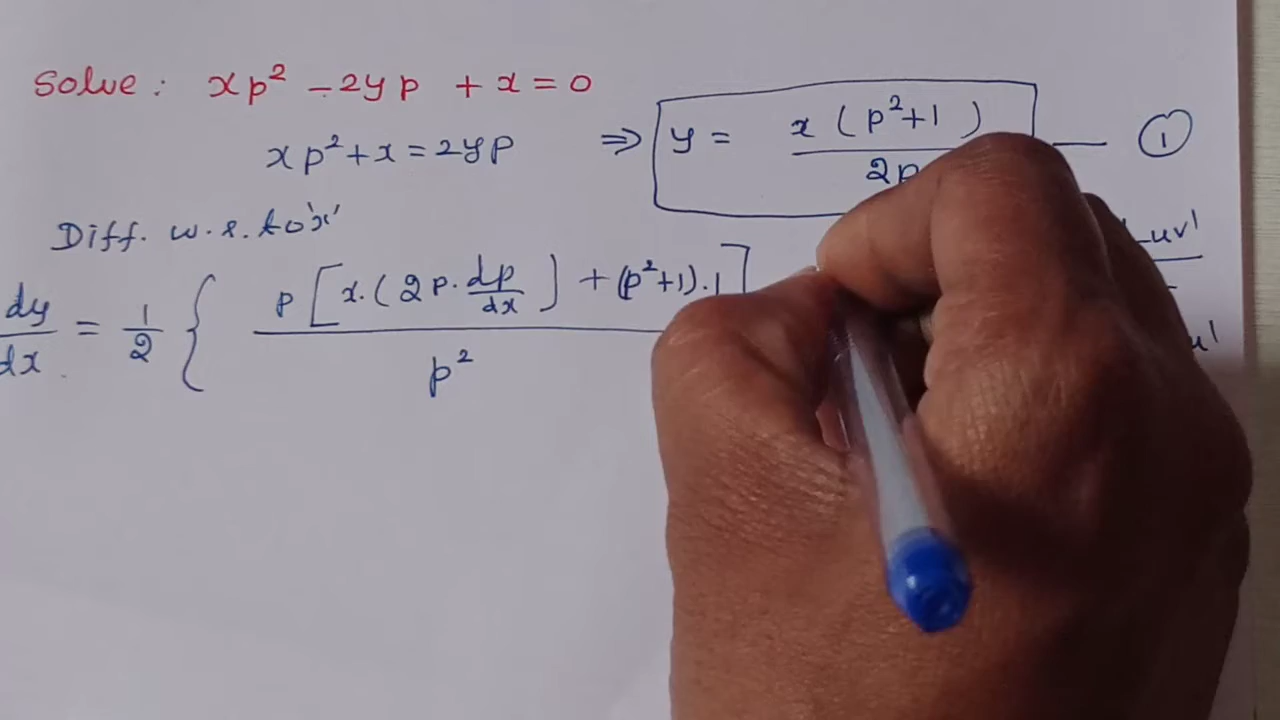 Solve : xp² - 2yp + x = 0
xp² + x = 2yp ⇒ y = x (p²+1) / 2p — ①
Diff. w.r.to 'x'
dy/dx = 1/2 { p [ x.(2p. dp/dx) + (p²+1).1 ] / p²
uv'
u'